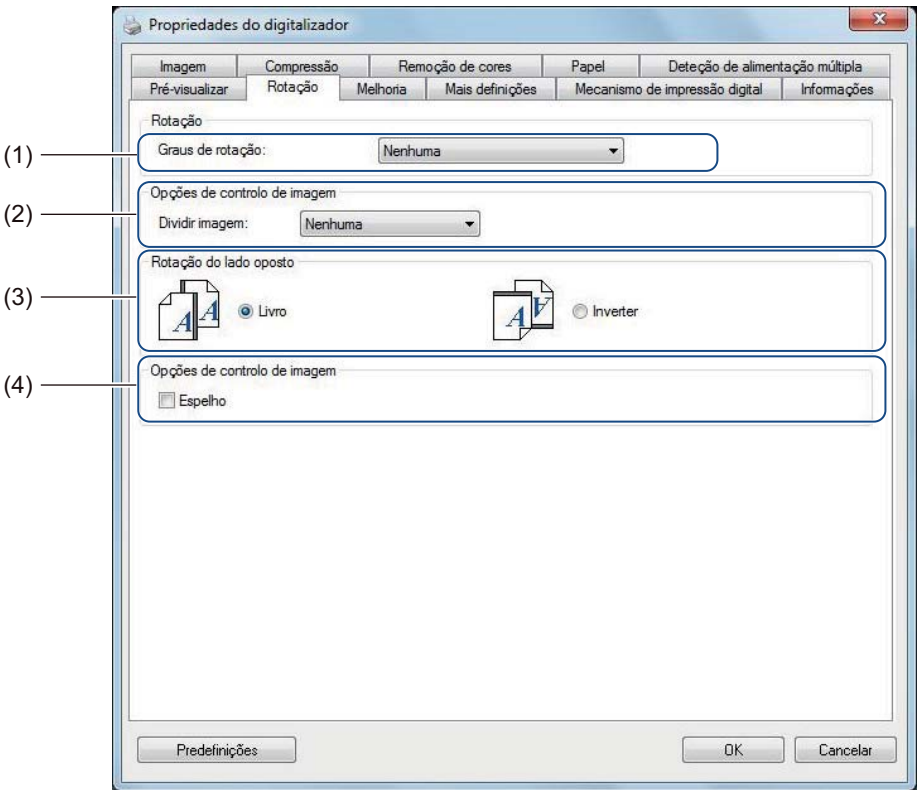 Propriedades do digitalizador
Imagem Compressão Remoção de cores Papel Deteção de alimentação múltipla
Pré-visualizar Rotação Melhoria Mais definições Mecanismo de impressão digital Informações
Rotação
(1) Graus de rotação: Nenhuma
Opções de controlo de imagem
(2) Dividir imagem: Nenhuma
Rotação do lado oposto
(3) A A Livro A A Inverter
Opções de controlo de imagem
(4) Espelho
Predefinições OK Cancelar